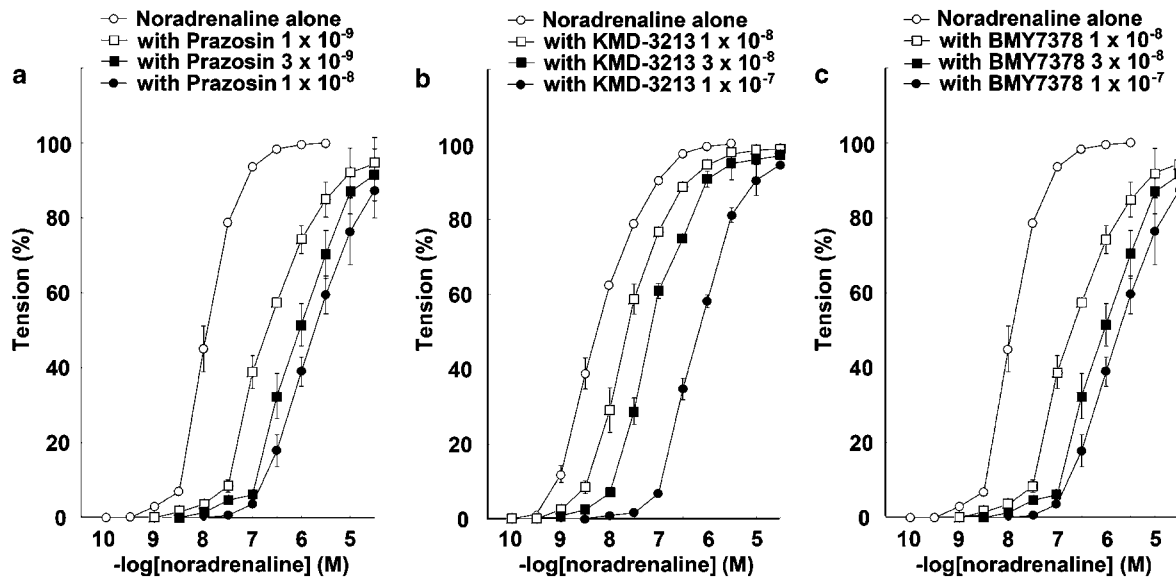 a
Noradrenaline alone
with Prazosin 1 x 10⁻⁹
with Prazosin 3 x 10⁻⁹
with Prazosin 1 x 10⁻⁸
Tension (%)
100
80
60
40
20
0
10 9 8 7 6 5
-log[noradrenaline] (M)
b
Noradrenaline alone
with KMD-3213 1 x 10⁻⁸
with KMD-3213 3 x 10⁻⁸
with KMD-3213 1 x 10⁻⁷
Tension (%)
100
80
60
40
20
0
10 9 8 7 6 5
-log[noradrenaline] (M)
c
Noradrenaline alone
with BMY7378 1 x 10⁻⁸
with BMY7378 3 x 10⁻⁸
with BMY7378 1 x 10⁻⁷
Tension (%)
100
80
60
40
20
0
10 9 8 7 6 5
-log[noradrenaline] (M)